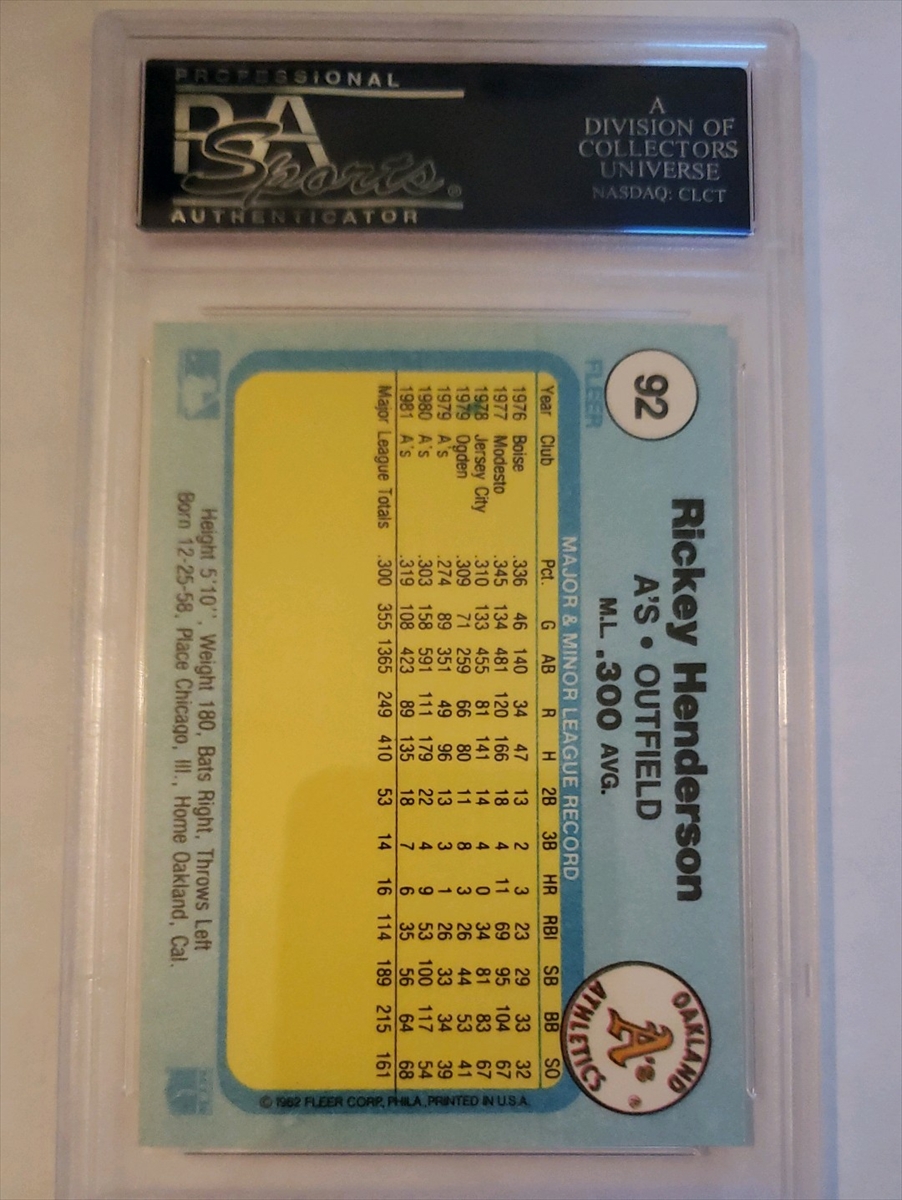 PROFESSIONAL
PSA
Sports®
AUTHENTICATOR
A
DIVISION OF
COLLECTORS
UNIVERSE
NASDAQ: CLCT
92
FLEER
Rickey Henderson
A'S • OUTFIELD
M.L. .300 AVG.
OAKLAND
A's
ATHLETICS
®
MAJOR & MINOR LEAGUE RECORD
Year Club Pct. G AB R H 2B 3B HR RBI SB BB SO
1976 Boise .336 46 140 34 47 13 2 3 23 29 33 32
1977 Modesto .345 134 481 120 166 18 4 11 69 95 104 67
1978 Jersey City .310 133 455 81 141 14 4 0 34 81 83 67
1979 Ogden .309 71 259 66 80 11 8 3 26 44 53 41
1979 A's .274 89 351 49 96 13 3 1 26 33 34 39
1980 A's .303 158 591 111 179 22 4 9 53 100 117 54
1981 A's .319 108 423 89 135 18 7 6 35 56 64 68
Major League Totals .300 355 1365 249 410 53 14 16 114 189 215 161
© 1982 FLEER CORP., PHILA. PRINTED IN U.S.A.
Height 5'10", Weight 180, Bats Right, Throws Left
Born 12-25-58, Place Chicago, Ill., Home Oakland, Cal.